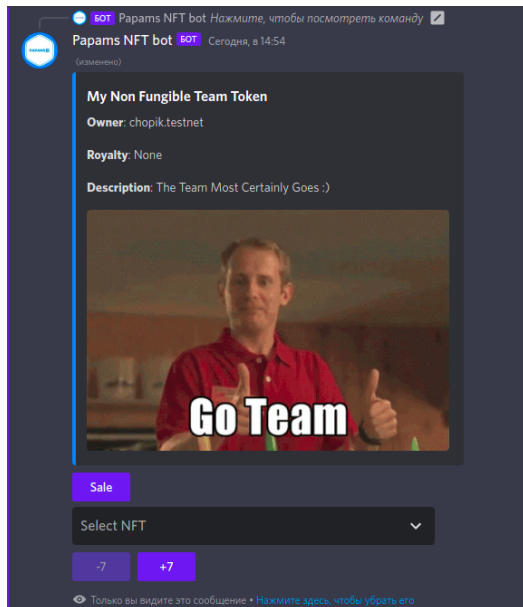 БОТ Papams NFT bot Нажмите, чтобы посмотреть команду
Papams NFT bot БОТ Сегодня, в 14:54
(изменено)
My Non Fungible Team Token
Owner: chopik.testnet
Royalty: None
Description: The Team Most Certainly Goes :)
Go Team
Sale
Select NFT
-7 +7
Только вы видите это сообщение • Нажмите здесь, чтобы убрать его